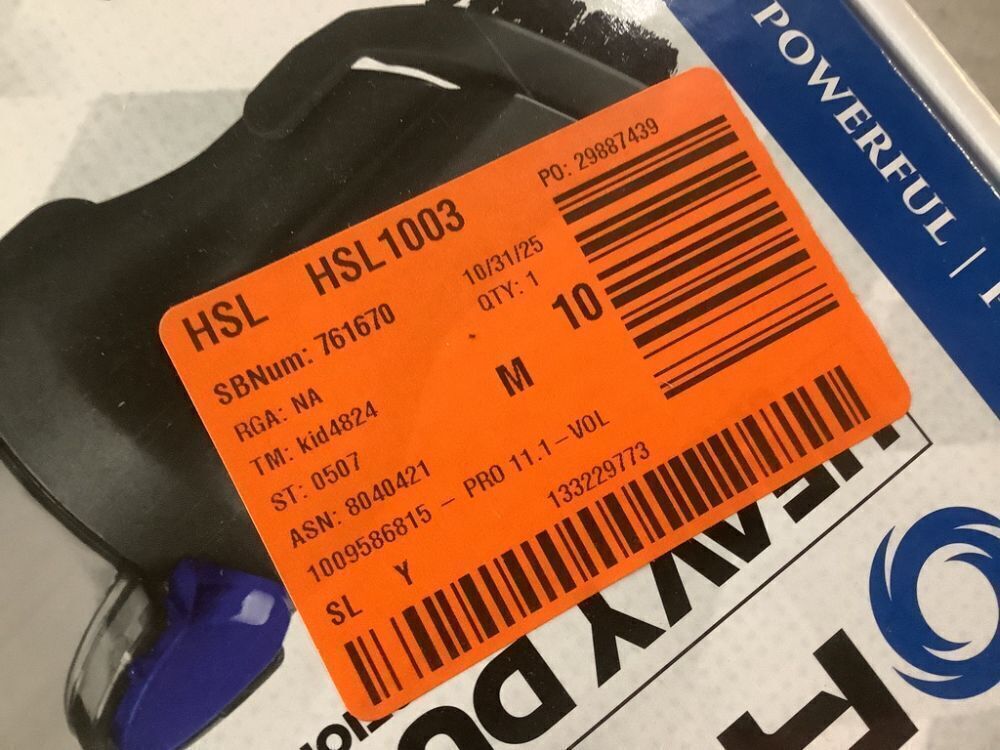 POWERFUL |
PO: 29887439
HSL HSL1003
SBNum: 761670 10/31/25
RGA: NA QTY: 1
TM: kid4824 M 10
ST: 0507
ASN: 8040421
1009586815 - PRO 11.1-VOL
SL Y 133229773
HEAVY DU